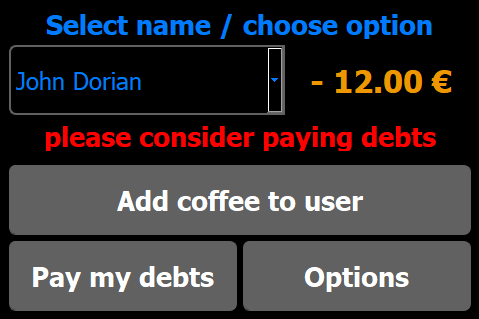 Select name / choose option
John Dorian
- 12.00 €
please consider paying debts
Add coffee to user
Pay my debts
Options